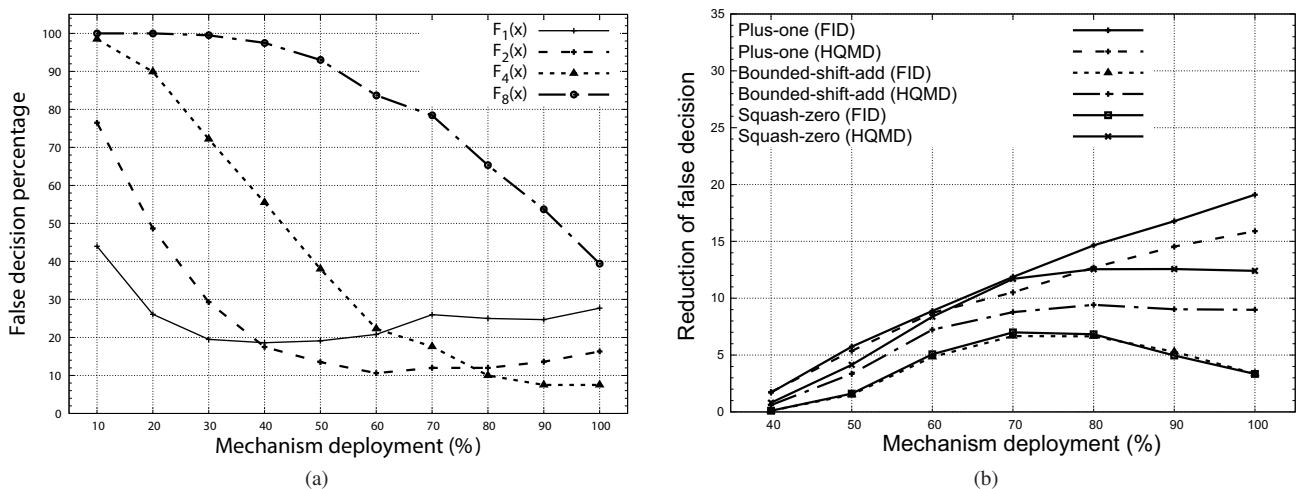 100
90
80
70
60
50
40
30
20
10
0
False decision percentage
F1(x)
F2(x)
F4(x)
F8(x)
10 20 30 40 50 60 70 80 90 100
Mechanism deployment (%)
(a)
35
30
25
20
15
10
5
0
Reduction of false decision
Plus-one (FID)
Plus-one (HQMD)
Bounded-shift-add (FID)
Bounded-shift-add (HQMD)
Squash-zero (FID)
Squash-zero (HQMD)
40 50 60 70 80 90 100
Mechanism deployment (%)
(b)